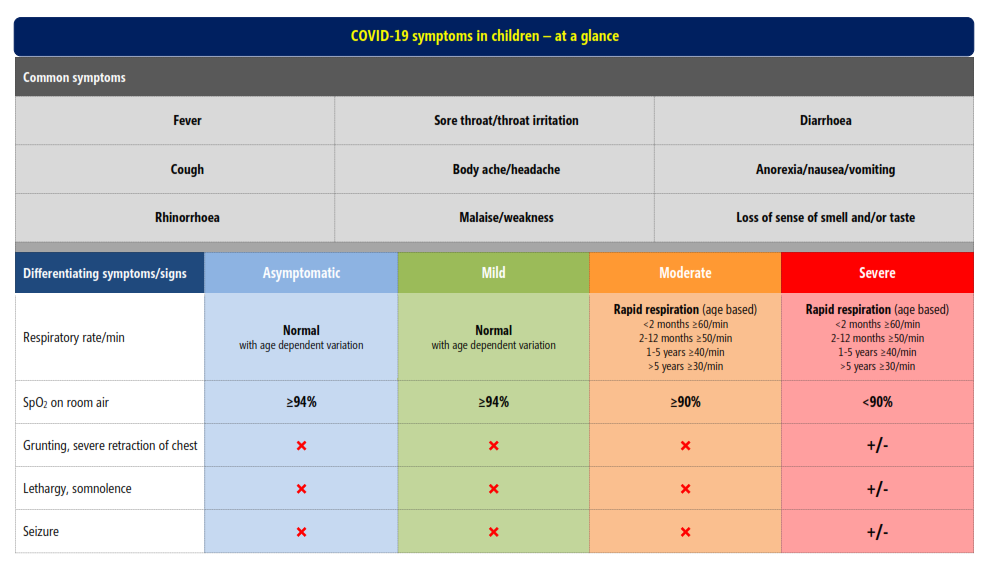 COVID-19 symptoms in children – at a glance
Common symptoms
Fever
Sore throat/throat irritation
Diarrhoea
Cough
Body ache/headache
Anorexia/nausea/vomiting
Rhinorrhoea
Malaise/weakness
Loss of sense of smell and/or taste
Differentiating symptoms/signs
Asymptomatic
Mild
Moderate
Severe
Respiratory rate/min
Normal
with age dependent variation
Normal
with age dependent variation
Rapid respiration (age based)
<2 months ≥60/min
2-12 months ≥50/min
1-5 years ≥40/min
>5 years ≥30/min
Rapid respiration (age based)
<2 months ≥60/min
2-12 months ≥50/min
1-5 years ≥40/min
>5 years ≥30/min
SpO₂ on room air
≥94%
≥94%
≥90%
<90%
Grunting, severe retraction of chest
×
×
×
+/-
Lethargy, somnolence
×
×
×
+/-
Seizure
×
×
×
+/-